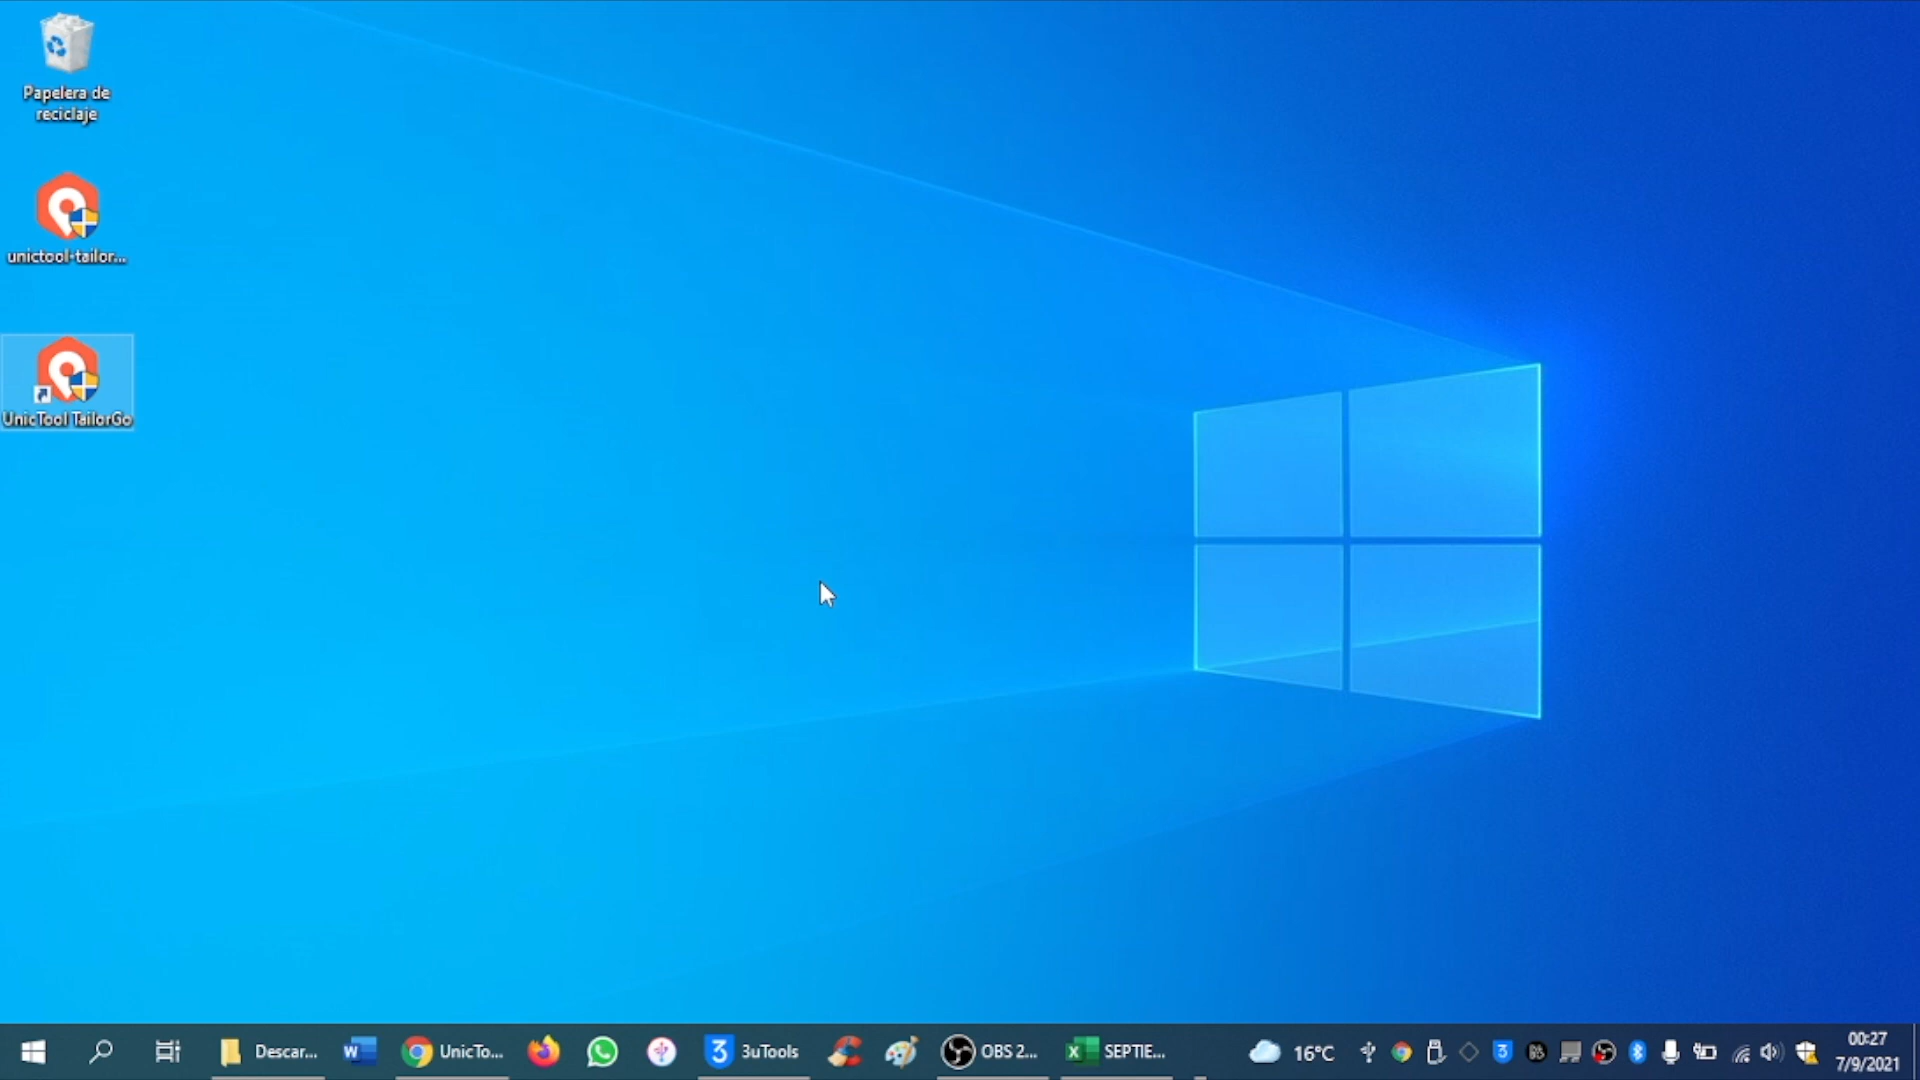 Papelera de
reciclaje
unictool-tailor...
UnicTool TailorGo
Descar...
UnicTo...
3uTools
OBS 2...
SEPTIE...
16°C
00:27
7/9/2021